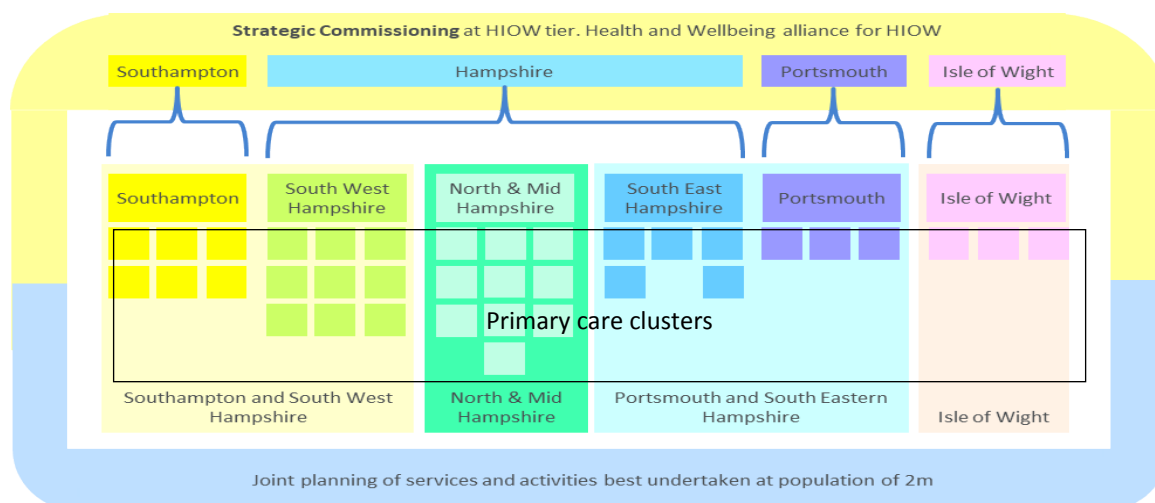 Strategic Commissioning at HIOW tier. Health and Wellbeing alliance for HIOW
Southampton
Hampshire
Portsmouth
Isle of Wight
Southampton
South West
Hampshire
North & Mid
Hampshire
South East
Hampshire
Portsmouth
Isle of Wight
Primary care clusters
Southampton and South West
Hampshire
North & Mid
Hampshire
Portsmouth and South Eastern
Hampshire
Isle of Wight
Joint planning of services and activities best undertaken at population of 2m